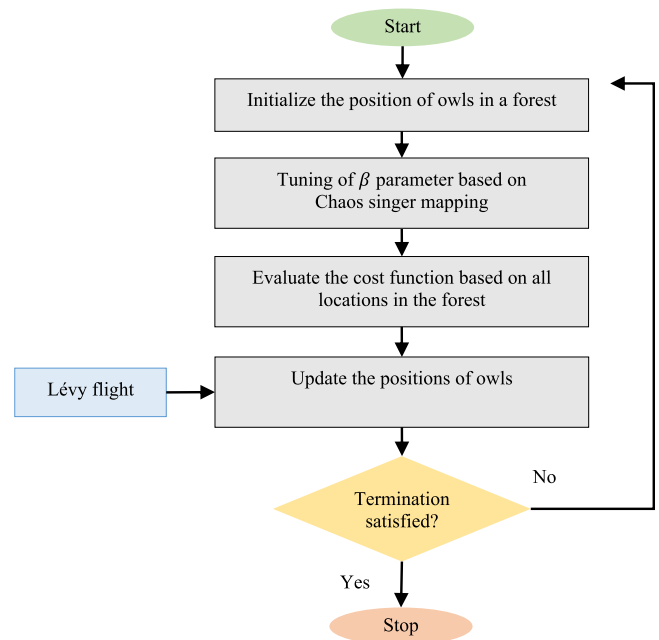 Start
Initialize the position of owls in a forest
Tuning of β parameter based on
Chaos singer mapping
Evaluate the cost function based on all
locations in the forest
Update the positions of owls
Lévy flight
Termination
satisfied?
No
Yes
Stop